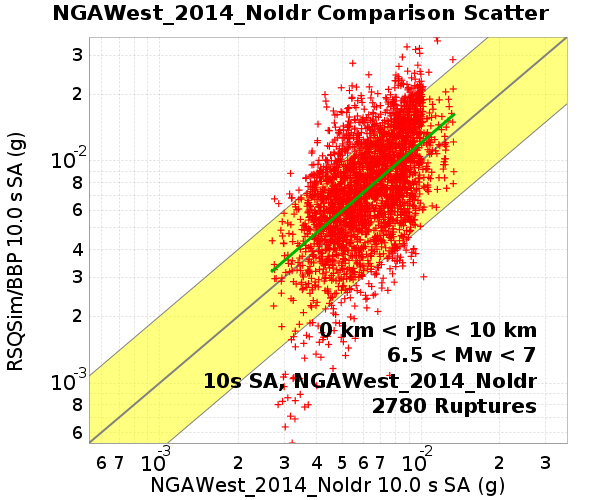 NGAWest_2014_NoIdr Comparison Scatter
3
2
10-2
8
6
4
3
2
10-3
8
6
RSQSim/BBP 10.0 s SA (g)
0 km < rJB < 10 km
6.5 < Mw < 7
10s SA, NGAWest_2014_NoIdr
2780 Ruptures
6 7 10-3 2 3 4 5 6 7 10-2 2 3
NGAWest_2014_NoIdr 10.0 s SA (g)